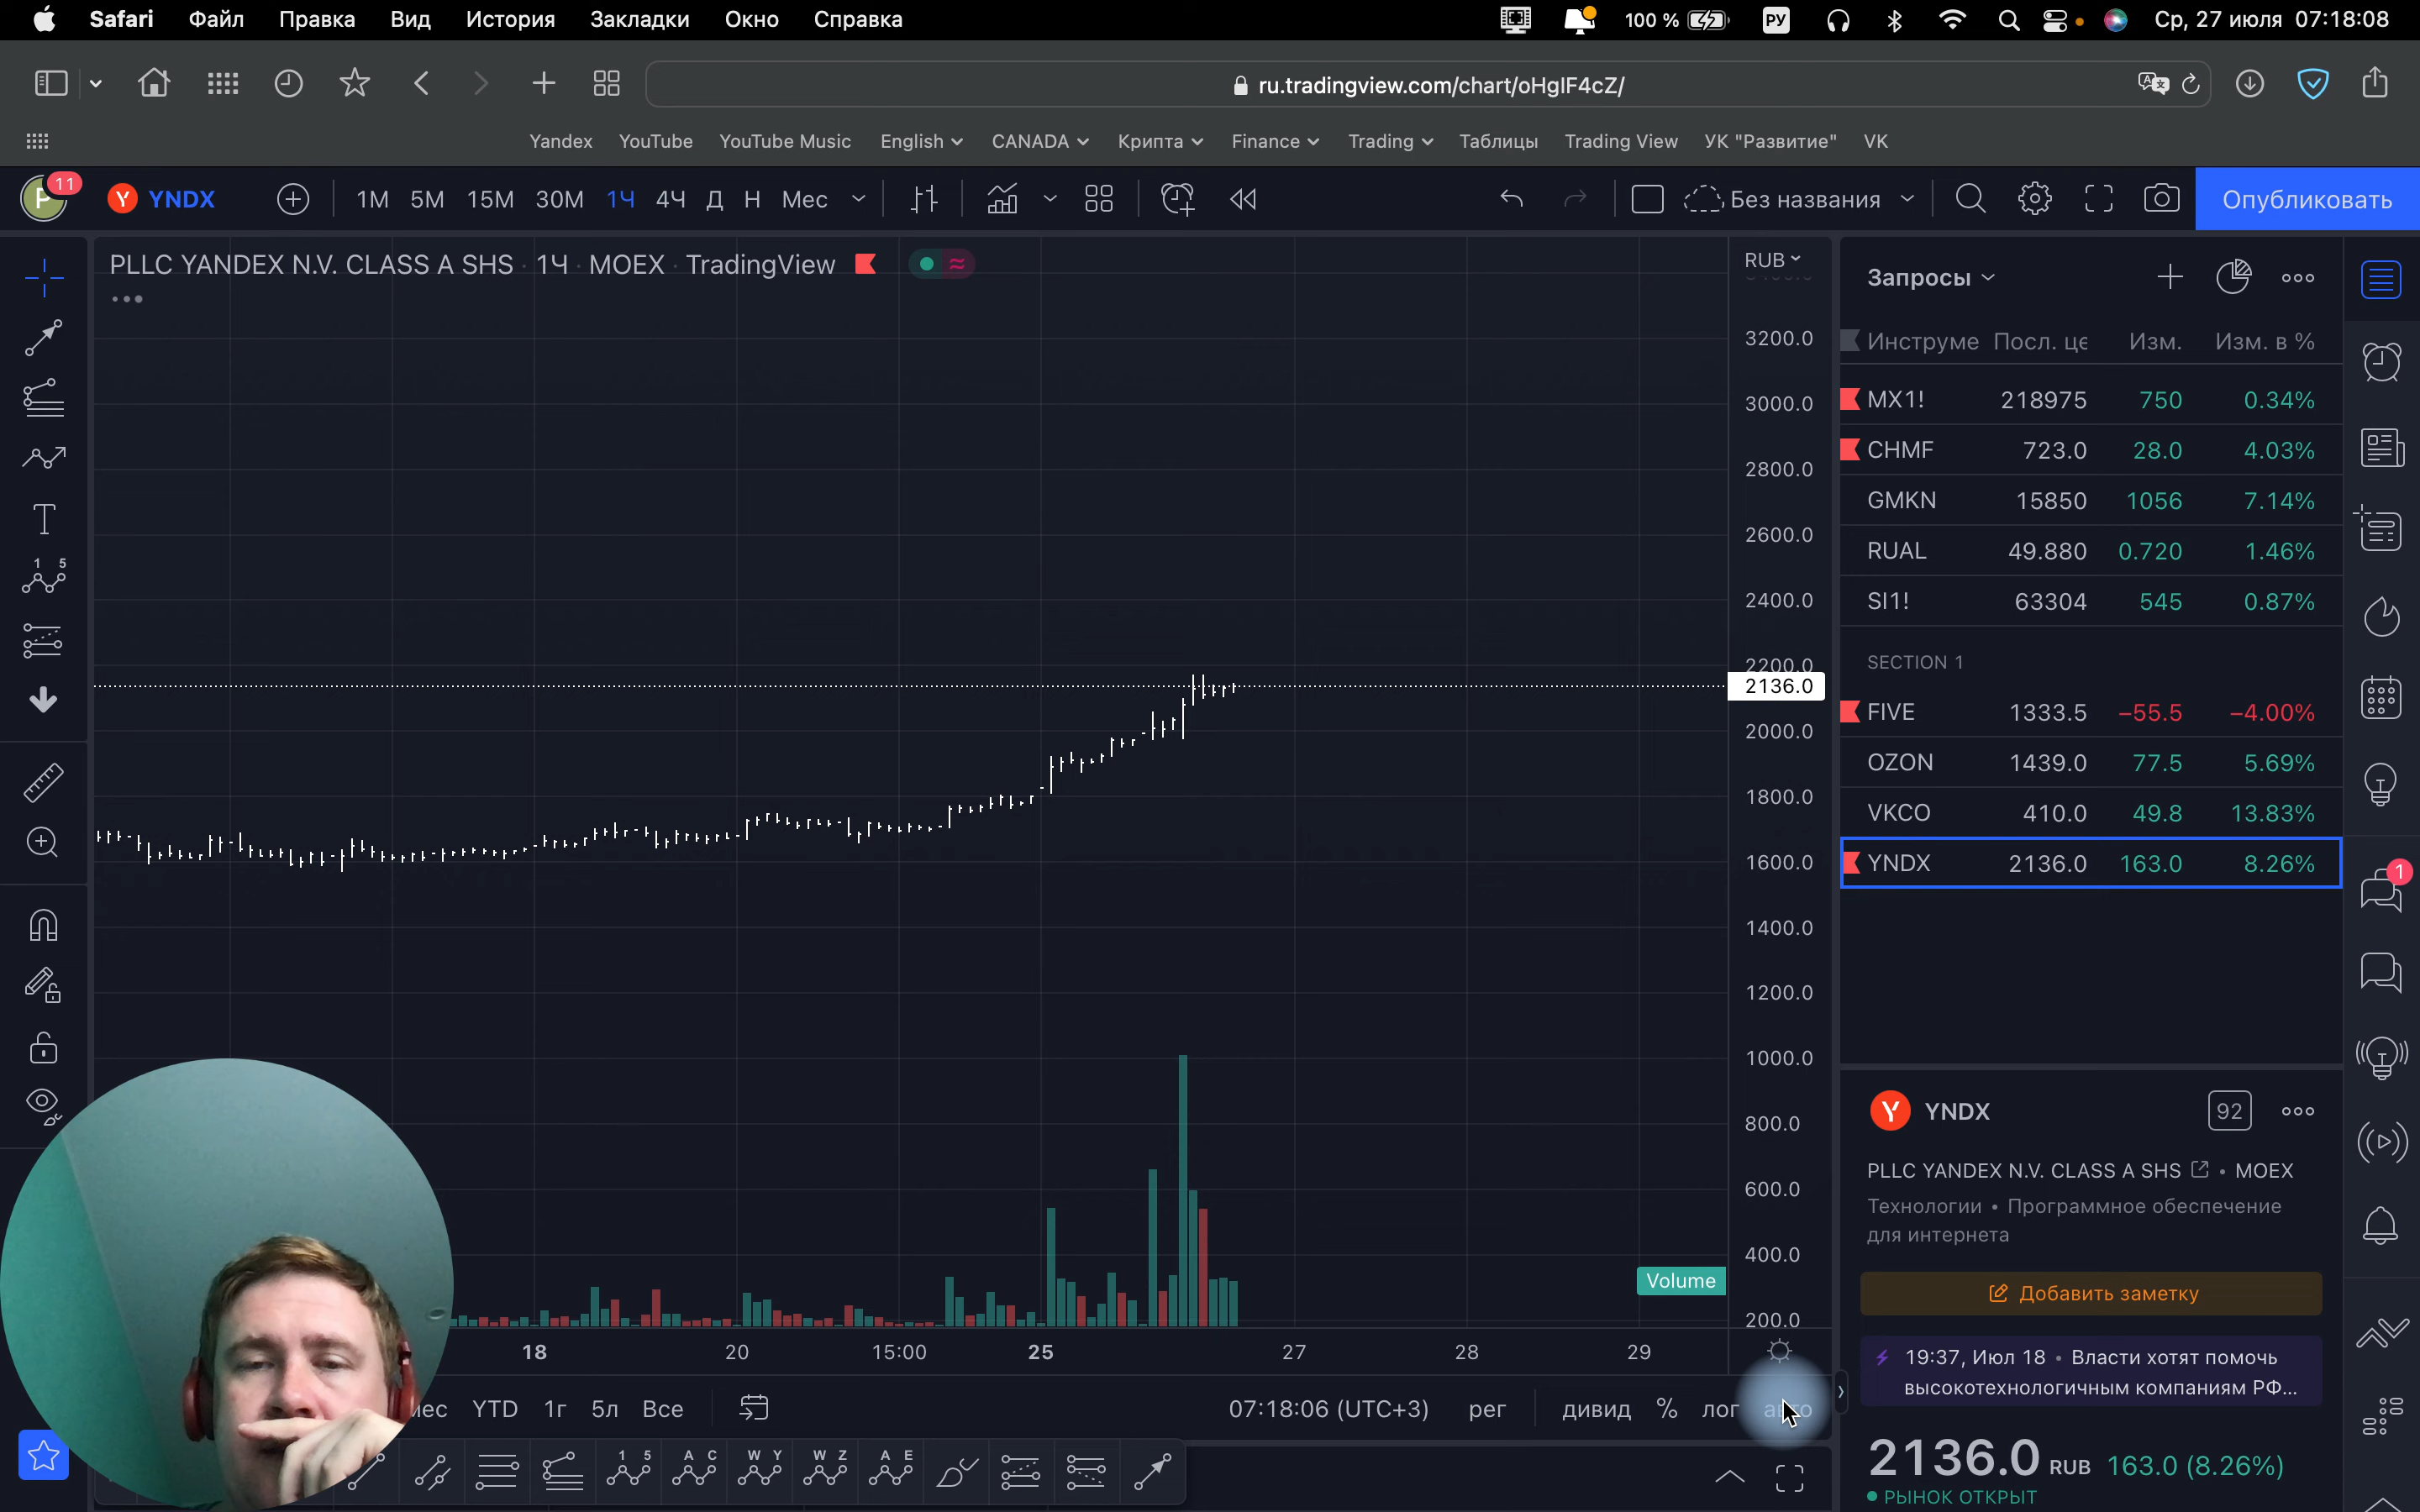 Safari Файл Правка Вид История Закладки Окно Справка 100 % РУ Ср, 27 июля 07:18:08
ru.tradingview.com/chart/oHgIF4cZ/
Yandex YouTube YouTube Music English CANADA Крипта Finance Trading Таблицы Trading View УК "Развитие" VK
P 11 YNDX 1М 5М 15М 30М 1Ч 4Ч Д Н Мес Без названия Опубликовать
PLLC YANDEX N.V. CLASS A SHS · 1Ч · MOEX · TradingView
RUB
3200.0
3000.0
2800.0
2600.0
2400.0
2200.0
2136.0
2000.0
1800.0
1600.0
1400.0
1200.0
1000.0
800.0
600.0
400.0
200.0
Volume
18 20 15:00 25 27 28 29
YTD 1г 5л Все 07:18:06 (UTC+3) рег дивид % лог авто
1 5 A C W Y W Z A E
1 5
Запросы
Инструме Посл. це Изм. Изм. в %
MX1! 218975 750 0.34%
CHMF 723.0 28.0 4.03%
GMKN 15850 1056 7.14%
RUAL 49.880 0.720 1.46%
SI1! 63304 545 0.87%
SECTION 1
FIVE 1333.5 −55.5 −4.00%
OZON 1439.0 77.5 5.69%
VKCO 410.0 49.8 13.83%
YNDX 2136.0 163.0 8.26%
1
YNDX 92
PLLC YANDEX N.V. CLASS A SHS • MOEX
Технологии • Программное обеспечение
для интернета
Добавить заметку
19:37, Июл 18 • Власти хотят помочь
высокотехнологичным компаниям РФ...
2136.0 RUB 163.0 (8.26%)
РЫНОК ОТКРЫТ